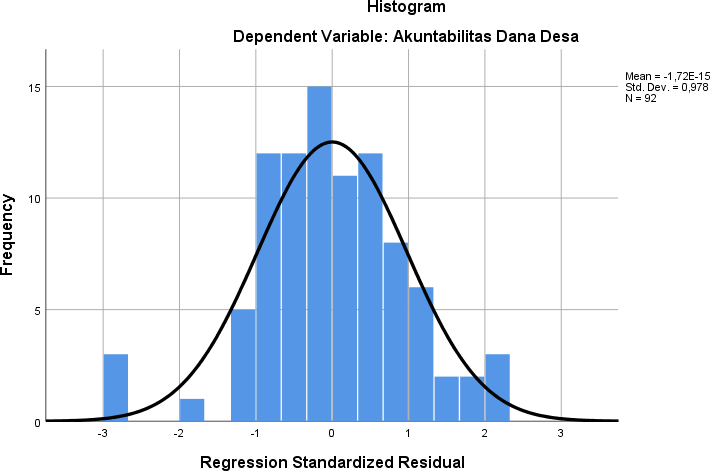 Histogram
Dependent Variable: Akuntabilitas Dana Desa
Mean = -1,72E-15
Std. Dev. = 0,978
N = 92
Frequency
15
10
5
0
-3 -2 -1 0 1 2 3
Regression Standardized Residual